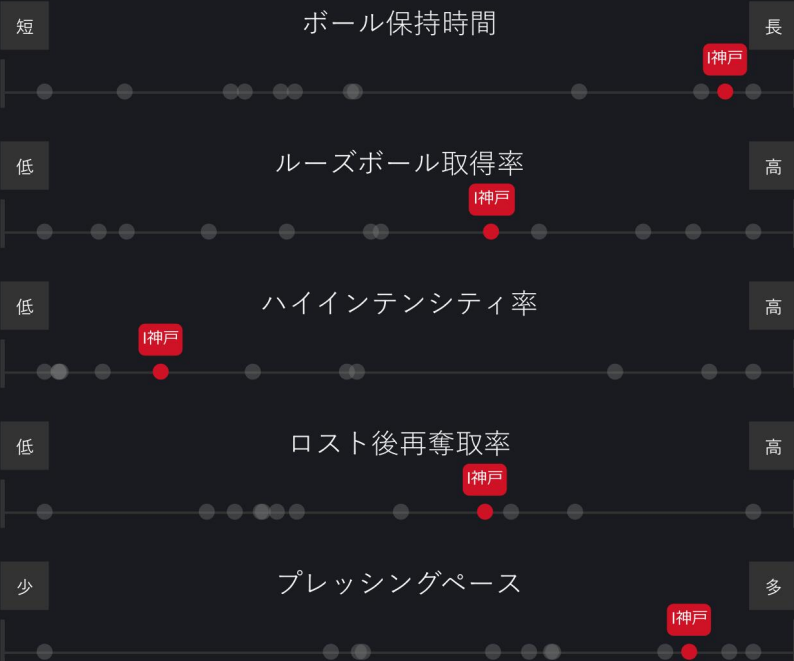 ボール保持時間
短
長
I神戸
ルーズボール取得率
低
高
I神戸
ハイインテンシティ率
低
高
I神戸
ロスト後再奪取率
低
高
I神戸
プレッシングペース
少
多
I神戸